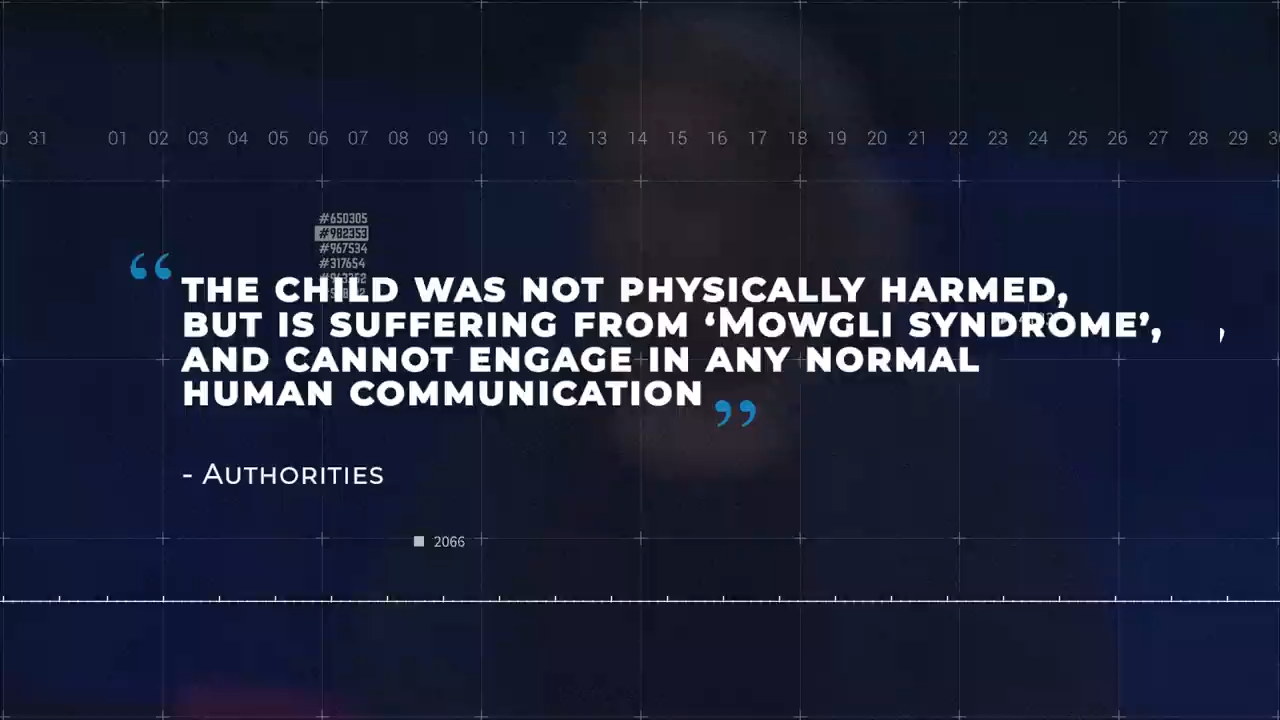 0 31 01 02 03 04 05 06 07 08 09 10 11 12 13 14 15 16 17 18 19 20 21 22 23 24 25 26 27 28 29 3
#650305
#982353
#967534
#317654
“THE CHILD WAS NOT PHYSICALLY HARMED,
BUT IS SUFFERING FROM ‘MOWGLI SYNDROME’,
AND CANNOT ENGAGE IN ANY NORMAL
HUMAN COMMUNICATION”
- AUTHORITIES
2066